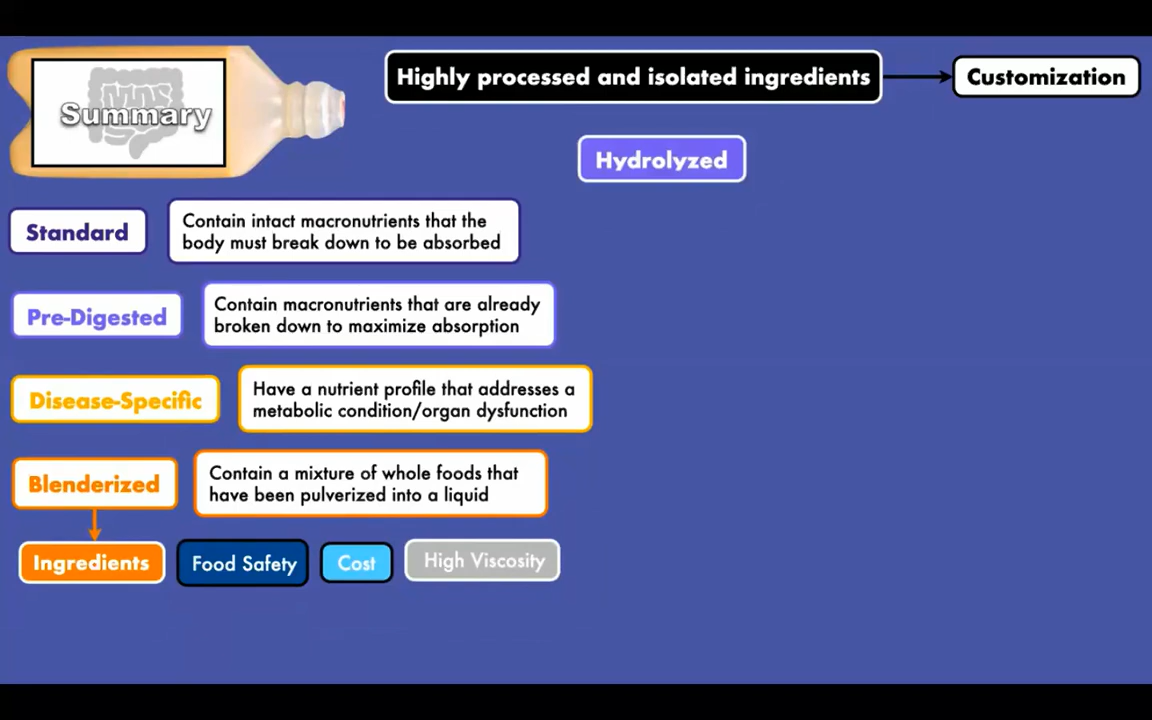 Summary
Highly processed and isolated ingredients
Customization
Hydrolyzed
Standard
Contain intact macronutrients that the
body must break down to be absorbed
Pre-Digested
Contain macronutrients that are already
broken down to maximize absorption
Disease-Specific
Have a nutrient profile that addresses a
metabolic condition/organ dysfunction
Blenderized
Contain a mixture of whole foods that
have been pulverized into a liquid
Ingredients
Food Safety
Cost
High Viscosity